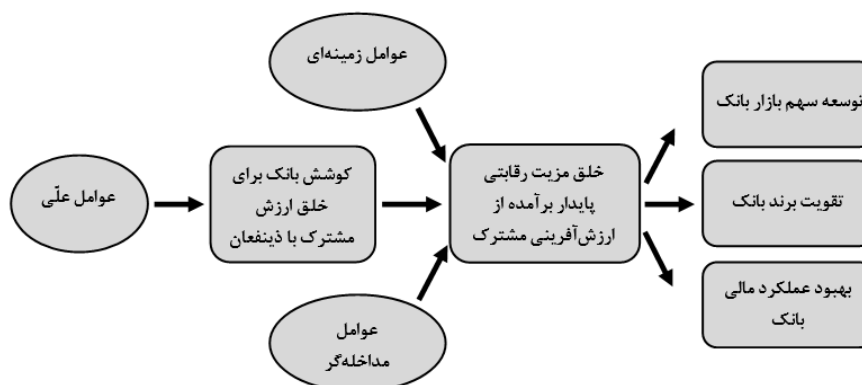 عوامل زمینه‌ای
عوامل علّی
کوشش بانک برای
خلق ارزش
مشترک با ذینفعان
خلق مزیت رقابتی
پایدار برآمده از
ارزش‌آفرینی مشترک
عوامل
مداخله‌گر
توسعه سهم بازار بانک
تقویت برند بانک
بهبود عملکرد مالی
بانک